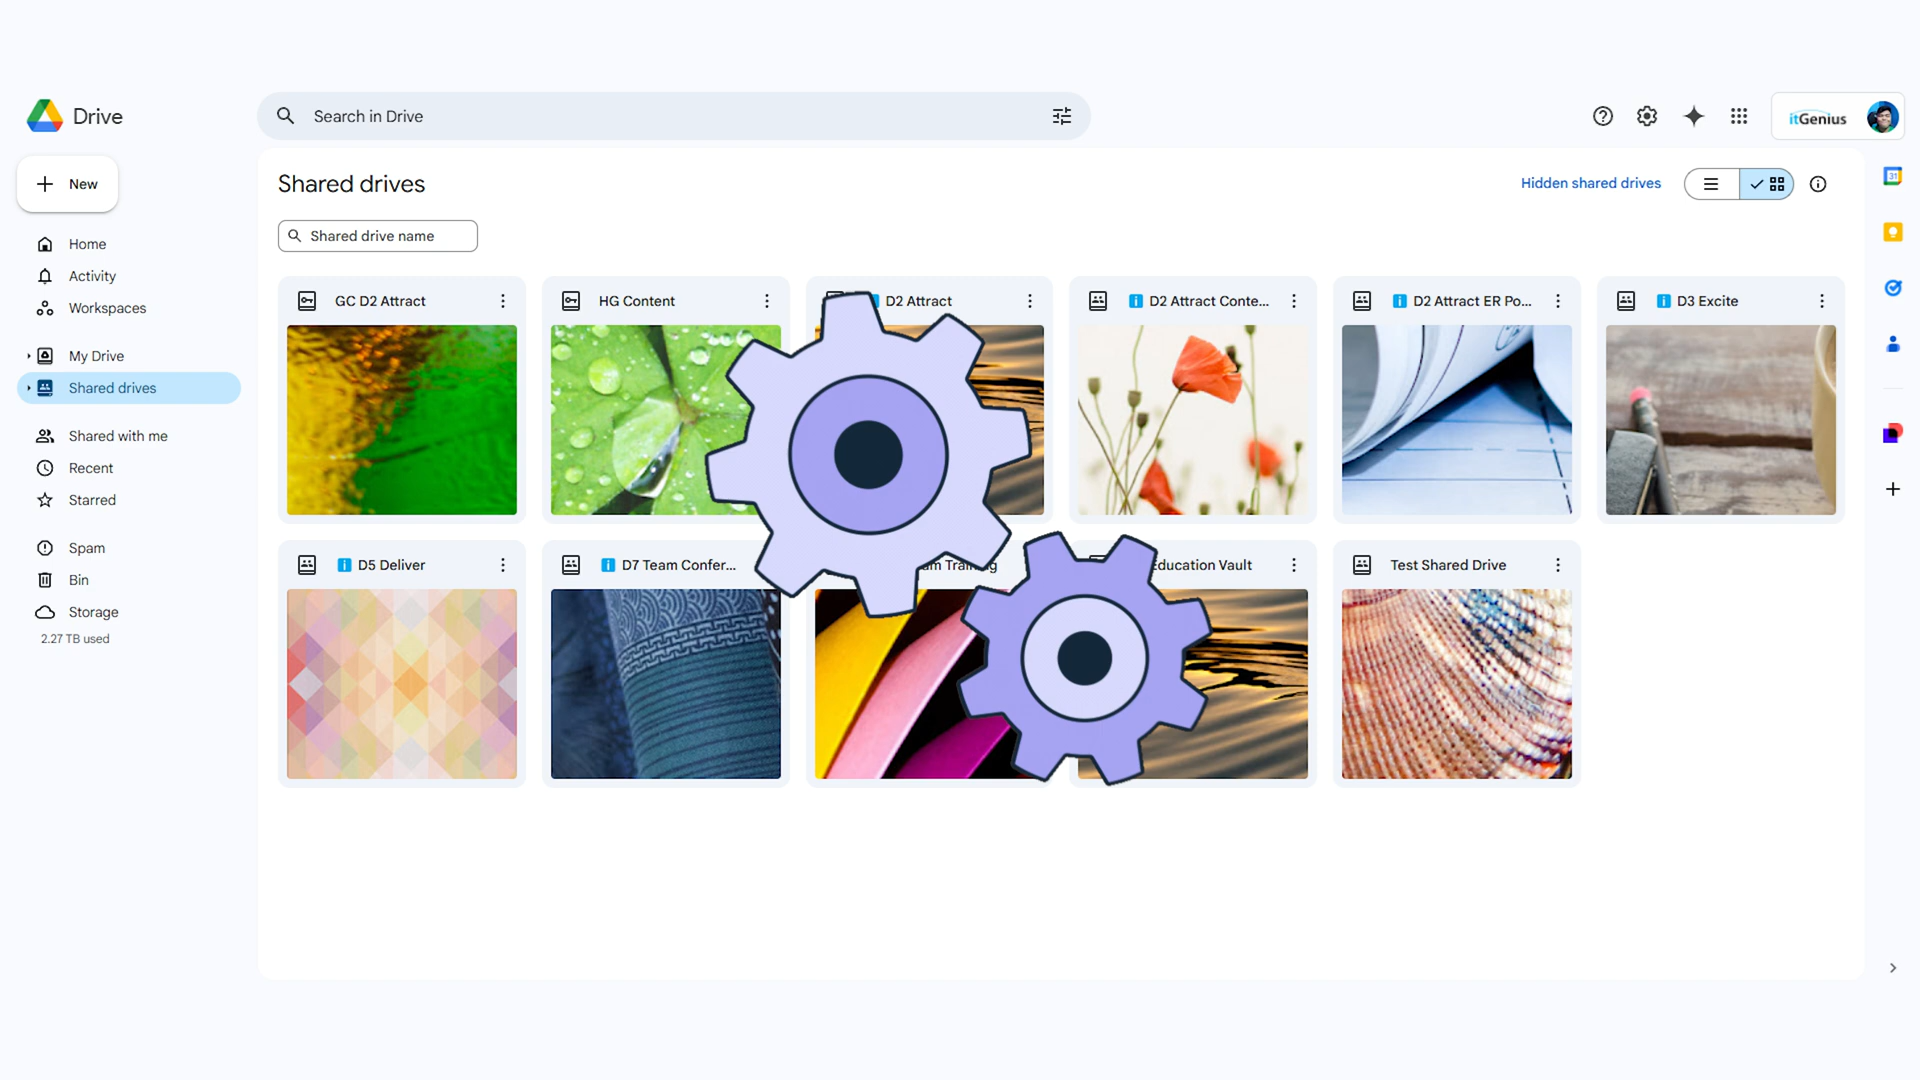 Drive
Search in Drive
itGenius
New
Shared drives
Hidden shared drives
Shared drive name
Home
Activity
Workspaces
My Drive
Shared drives
Shared with me
Recent
Starred
Spam
Bin
Storage
2.27 TB used
GC D2 Attract
HG Content
D2 Attract
D2 Attract Conte...
D2 Attract ER Po...
D3 Excite
D5 Deliver
D7 Team Confer...
Education Vault
Test Shared Drive
31